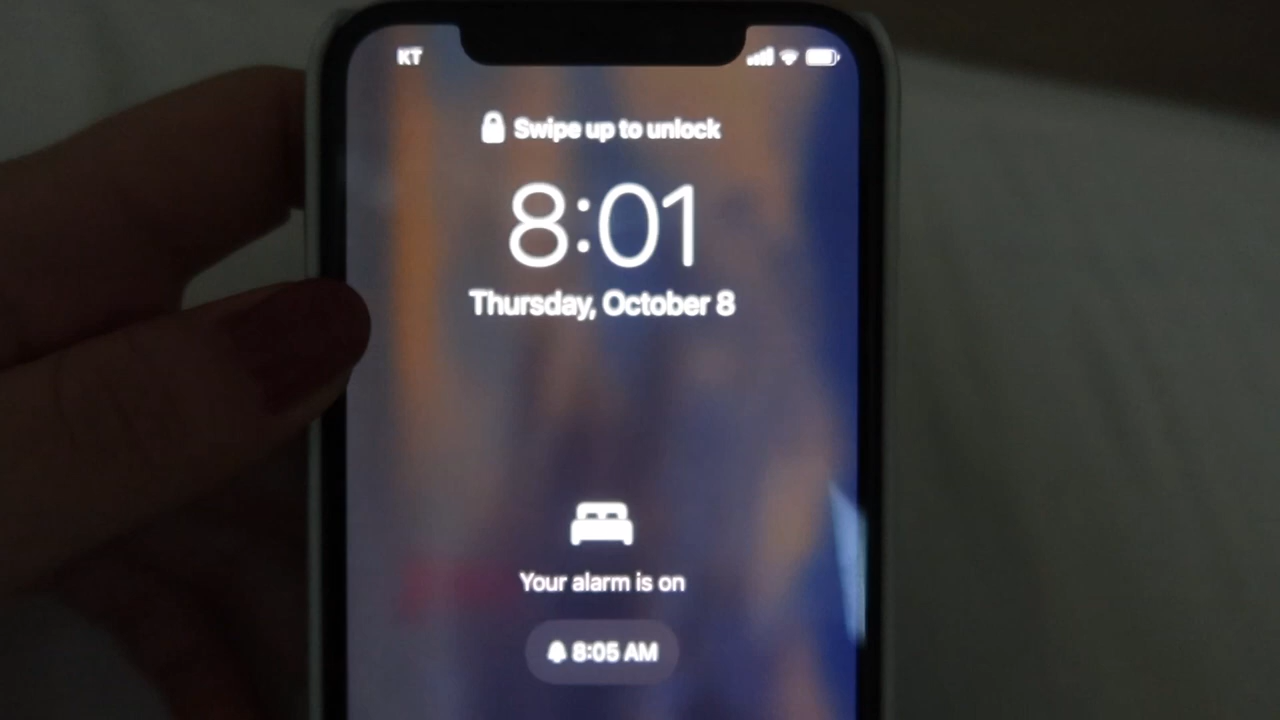 KT
Swipe up to unlock
8:01
Thursday, October 8
Your alarm is on
8:05 AM